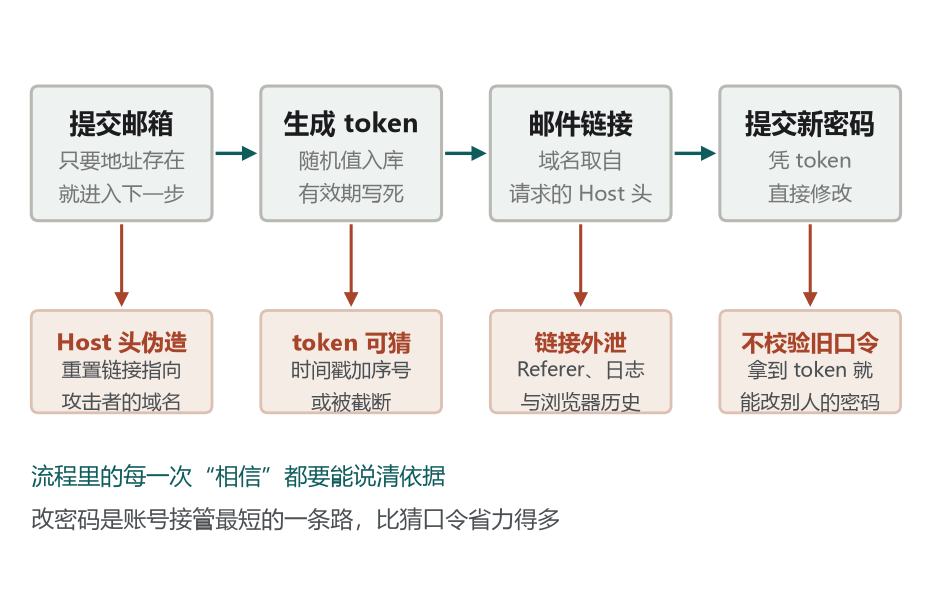 提交邮箱
只要地址存在
就进入下一步
生成 token
随机值入库
有效期写死
邮件链接
域名取自
请求的 Host 头
提交新密码
凭 token
直接修改
Host 头伪造
重置链接指向
攻击者的域名
token 可猜
时间戳加序号
或被截断
链接外泄
Referer、日志
与浏览器历史
不校验旧口令
拿到 token 就
能改别人的密码
流程里的每一次“相信”都要能说清依据
改密码是账号接管最短的一条路，比猜口令省力得多